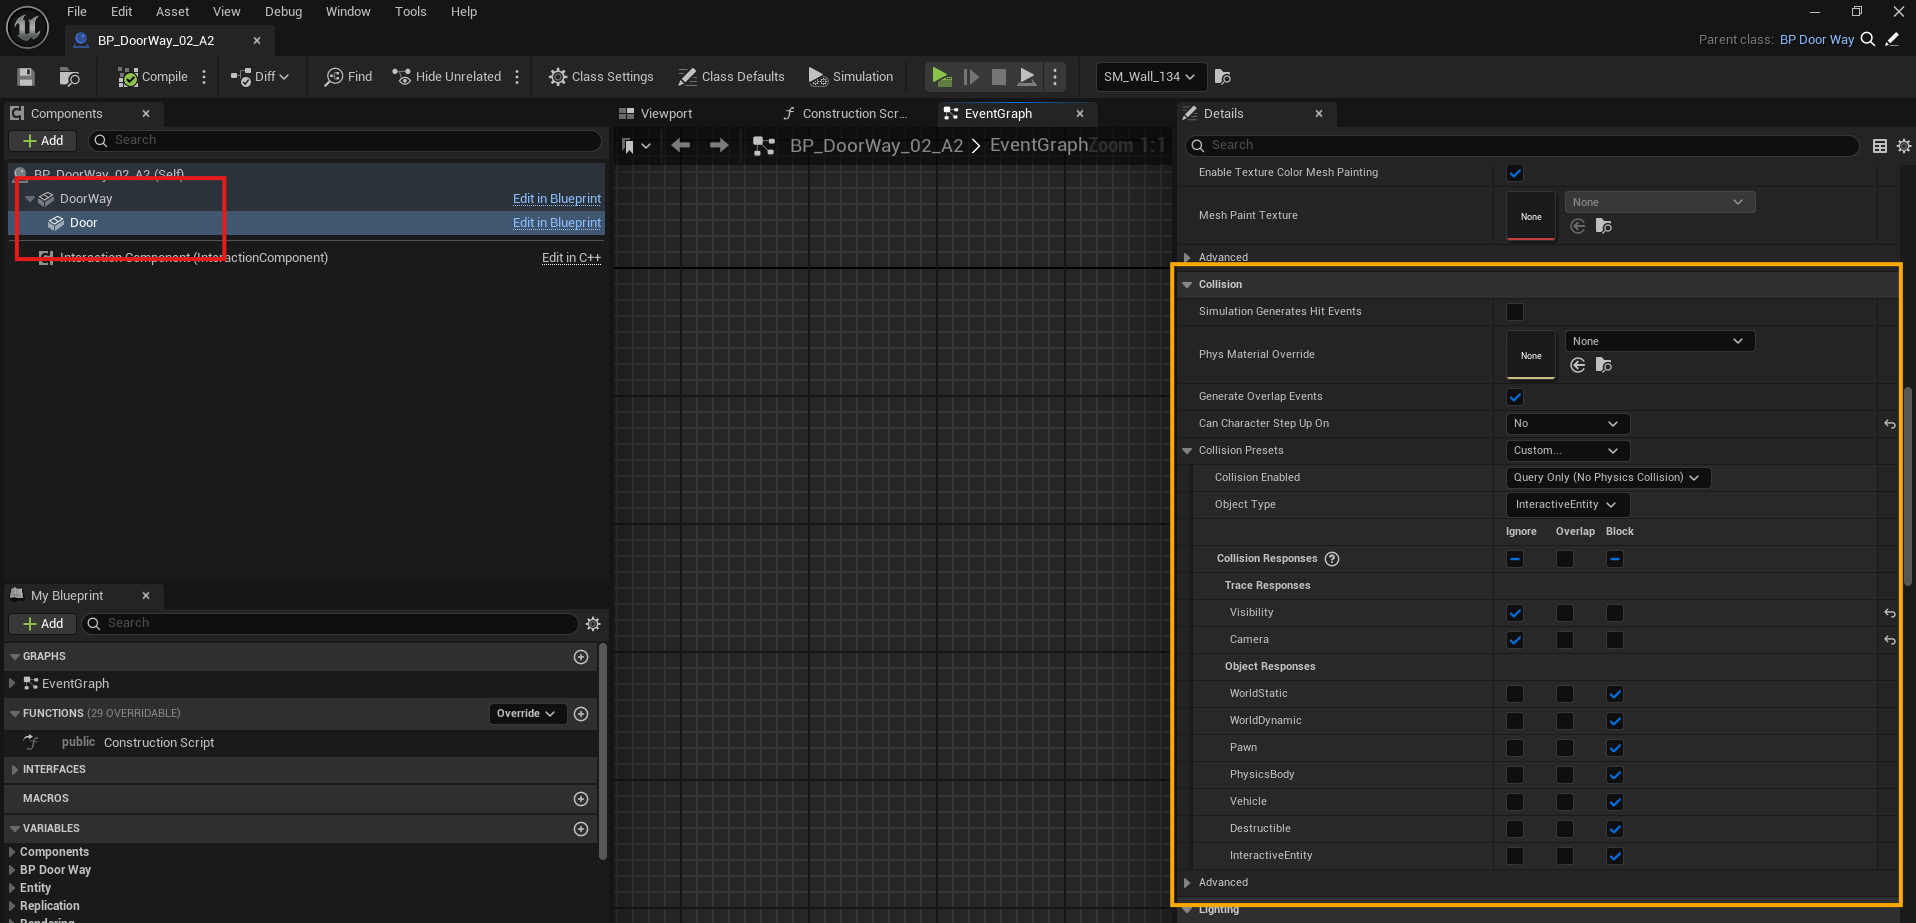 File Edit Asset View Debug Window Tools Help
BP_DoorWay_02_A2
Parent class: BP Door Way
Compile Diff Find Hide Unrelated Class Settings Class Defaults Simulation SM_Wall_134
Components
Add Search
BP_DoorWay_02_A2 (Self)
DoorWay Edit in Blueprint
Door Edit in Blueprint
Interaction Component (InteractionComponent) Edit in C++
My Blueprint
Add Search
GRAPHS
EventGraph
FUNCTIONS (29 OVERRIDABLE) Override
public Construction Script
INTERFACES
MACROS
VARIABLES
Components
BP Door Way
Entity
Replication
Rendering
Viewport Construction Scr... EventGraph
BP_DoorWay_02_A2 > EventGraph Zoom 1:1
Details
Search
Enable Texture Color Mesh Painting
Mesh Paint Texture None None
Advanced
Collision
Simulation Generates Hit Events
Phys Material Override None None
Generate Overlap Events
Can Character Step Up On No
Collision Presets Custom...
Collision Enabled Query Only (No Physics Collision)
Object Type InteractiveEntity
Ignore Overlap Block
Collision Responses ?
Trace Responses
Visibility
Camera
Object Responses
WorldStatic
WorldDynamic
Pawn
PhysicsBody
Vehicle
Destructible
InteractiveEntity
Advanced
Lighting